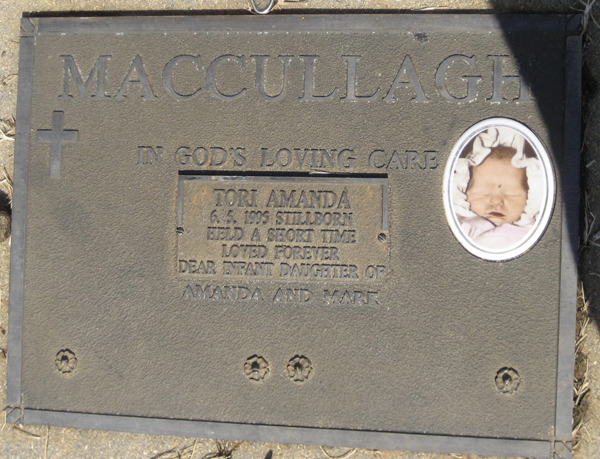 MACCULLAGH
IN GOD'S LOVING CARE
TORI AMANDA
6. 5. 1995 STILLBORN
HELD A SHORT TIME
LOVED FOREVER
DEAR INFANT DAUGHTER OF
AMANDA AND MARK